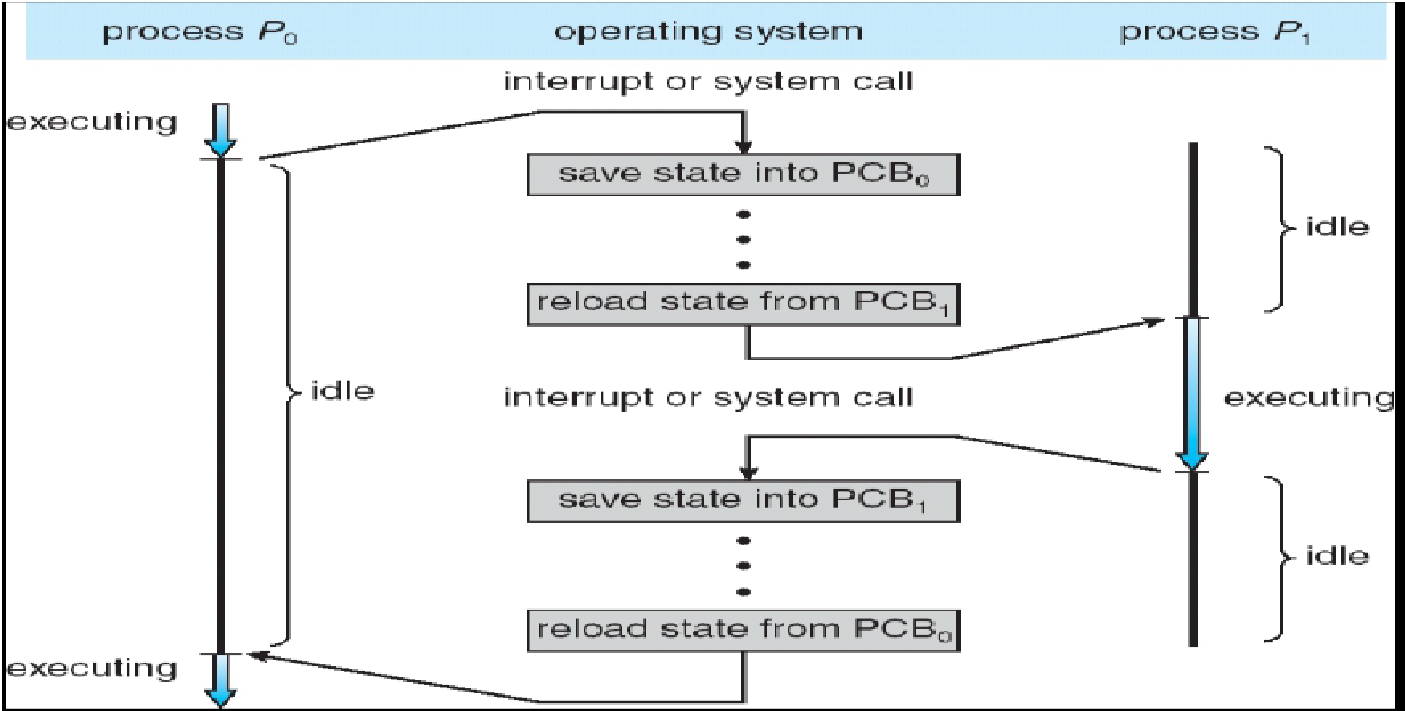 process P0 operating system process P1
interrupt or system call
executing
save state into PCB0
idle
reload state from PCB1
idle
interrupt or system call
executing
save state into PCB1
idle
reload state from PCB0
executing